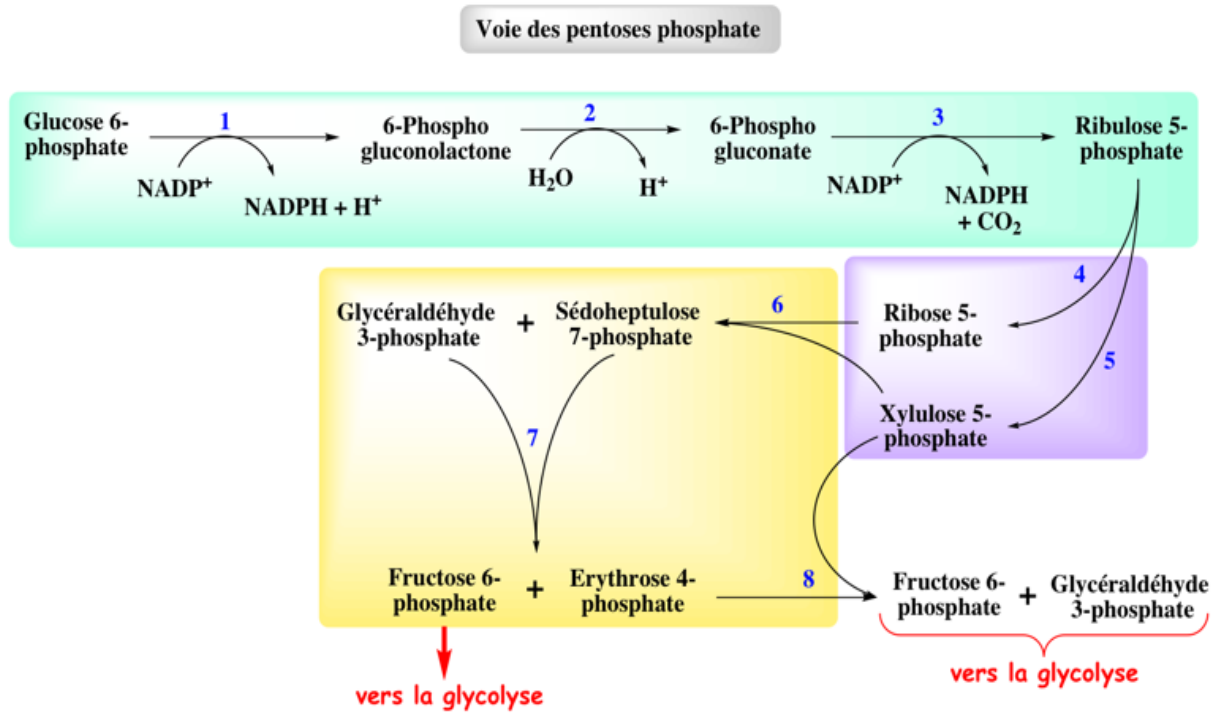 Voie des pentoses phosphate
Glucose 6-
phosphate
1
NADP+
NADPH + H+
6-Phospho
gluconolactone
2
H2O
H+
6-Phospho
gluconate
3
NADP+
NADPH
+ CO2
Ribulose 5-
phosphate
4
5
Ribose 5-
phosphate
Xylulose 5-
phosphate
6
Glycéraldéhyde
3-phosphate
+
Sédoheptulose
7-phosphate
7
Fructose 6-
phosphate
+
Erythrose 4-
phosphate
8
Fructose 6-
phosphate
+
Glycéraldéhyde
3-phosphate
vers la glycolyse
vers la glycolyse